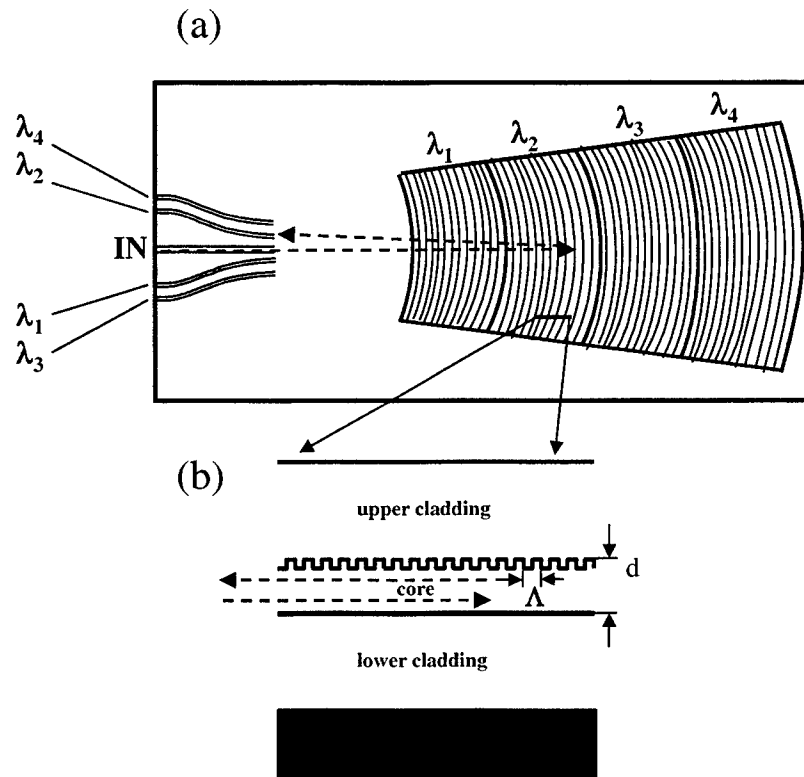 (a)
λ4
λ2
IN
λ1
λ3
λ1 λ2 λ3 λ4
(b)
upper cladding
core
Λ
d
lower cladding